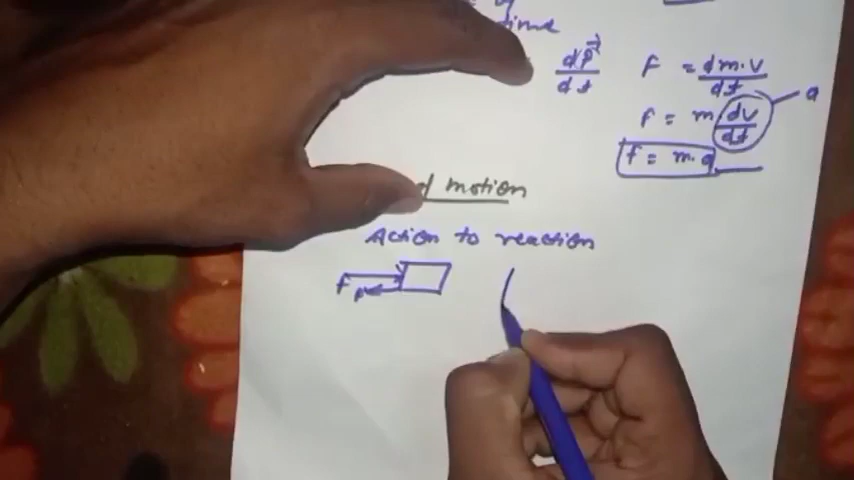 time
dP/dt F = dm.V/dt
F = m dV/dt a
F = m.a
motion
Action to reaction
F
F